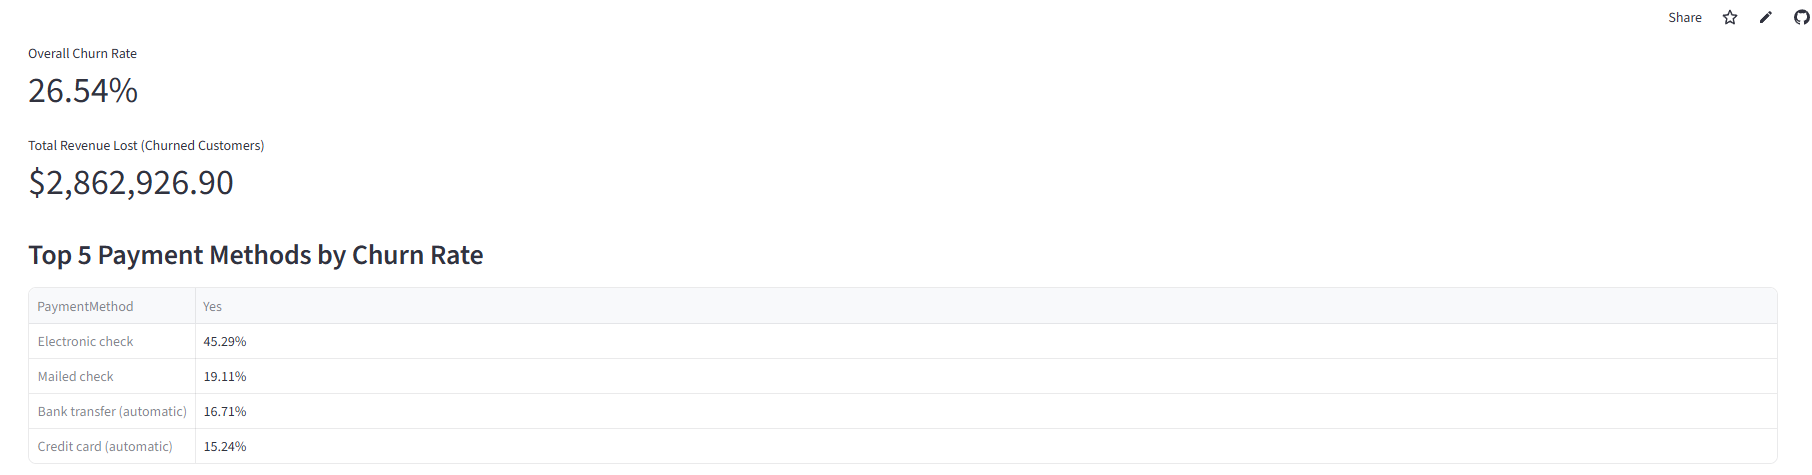 Share
Overall Churn Rate
26.54%
Total Revenue Lost (Churned Customers)
$2,862,926.90
Top 5 Payment Methods by Churn Rate
PaymentMethod Yes
Electronic check 45.29%
Mailed check 19.11%
Bank transfer (automatic) 16.71%
Credit card (automatic) 15.24%